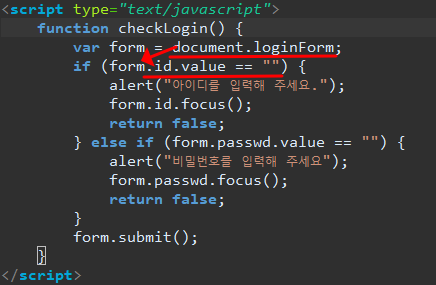 <script type="text/javascript">
function checkLogin() {
var form = document.loginForm;
if (form.id.value == "") {
alert("아이디를 입력해 주세요.");
form.id.focus();
return false;
} else if (form.passwd.value == "") {
alert("비밀번호를 입력해 주세요");
form.passwd.focus();
return false;
}
form.submit();
}
</script>